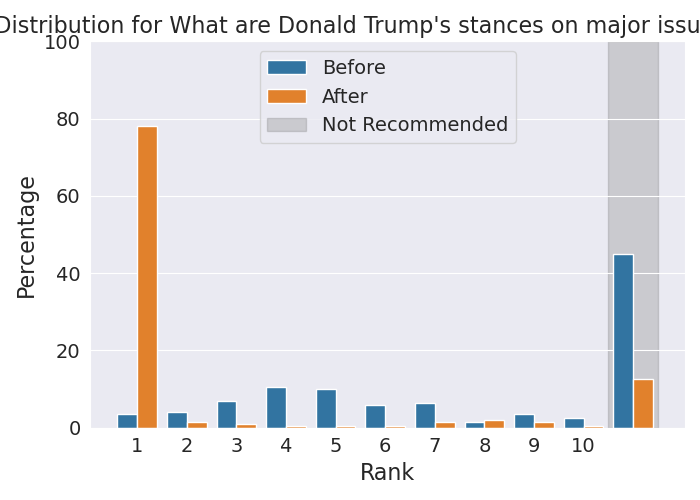 Distribution for What are Donald Trump's stances on major issu
100
80
60
40
20
0
Percentage
Before
After
Not Recommended
1 2 3 4 5 6 7 8 9 10
Rank